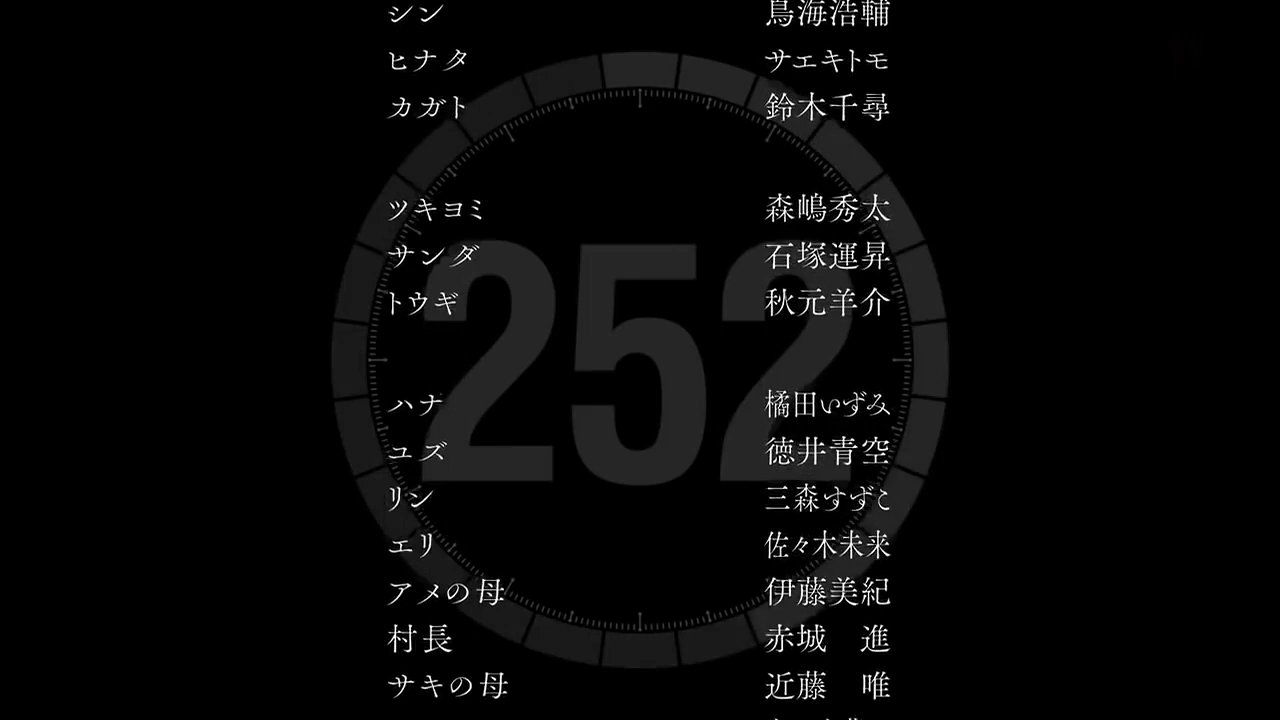 シン 鳥海浩輔
ヒナタ サエキトモ
カガト 鈴木千尋
ツキヨミ 森嶋秀太
サンダ 石塚運昇
トウギ 秋元羊介
252
ハナ 橘田いずみ
ユズ 徳井青空
リン 三森すずこ
エリ 佐々木未来
アメの母 伊藤美紀
村長 赤城　進
サキの母 近藤　唯